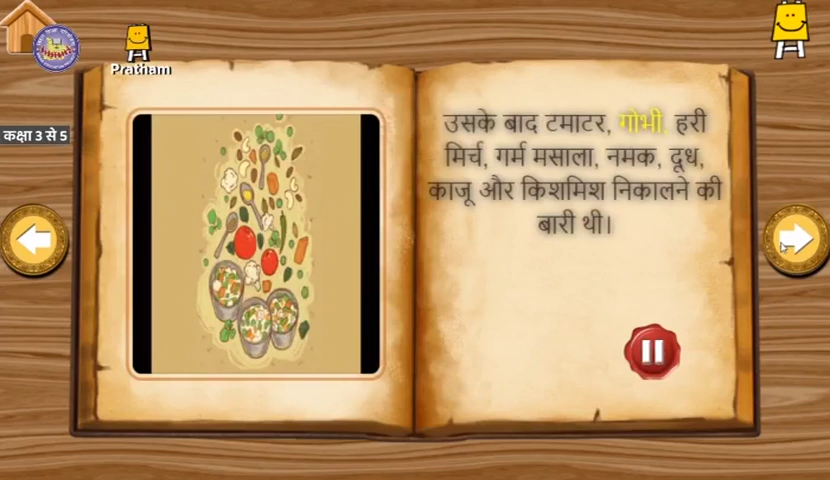 Pratham
कक्षा 3 से 5
उसके बाद टमाटर, गोभी, हरी
मिर्च, गर्म मसाला, नमक, दूध,
काजू और किशमिश निकालने की
बारी थी।